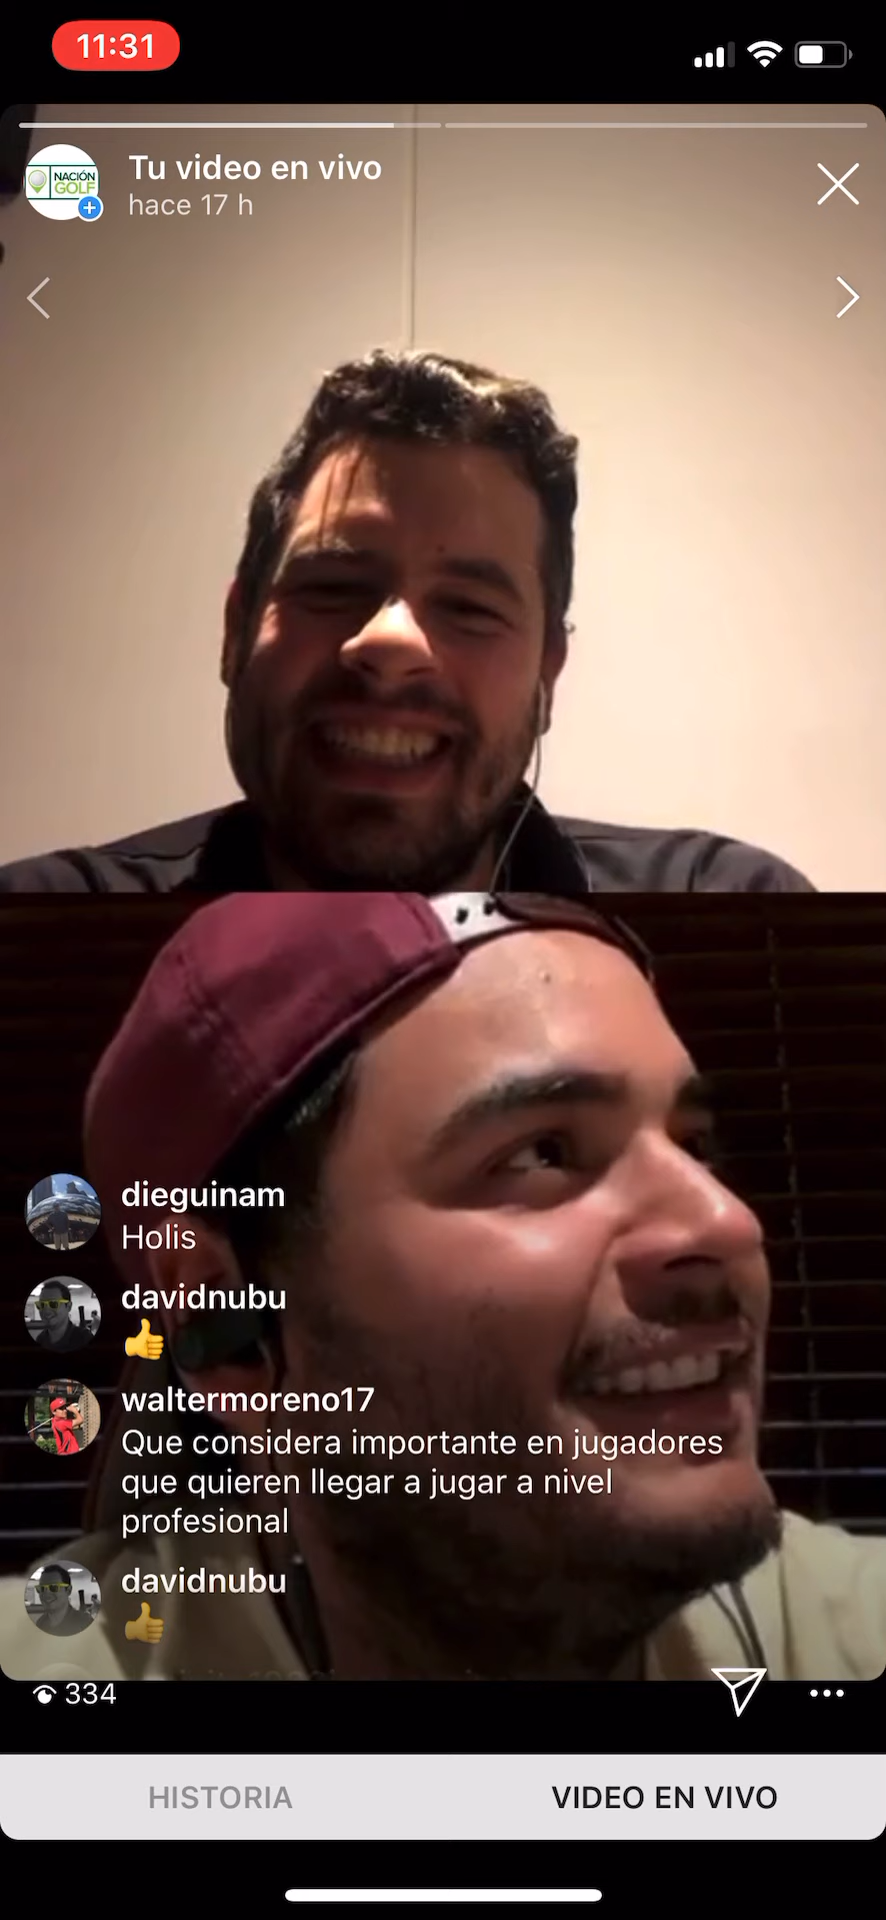 11:31
NACIÓN
GOLF
Tu video en vivo
hace 17 h
dieguinam
Holis
davidnubu
👍
waltermoreno17
Que considera importante en jugadores
que quieren llegar a jugar a nivel
profesional
davidnubu
👍
334
HISTORIA
VIDEO EN VIVO